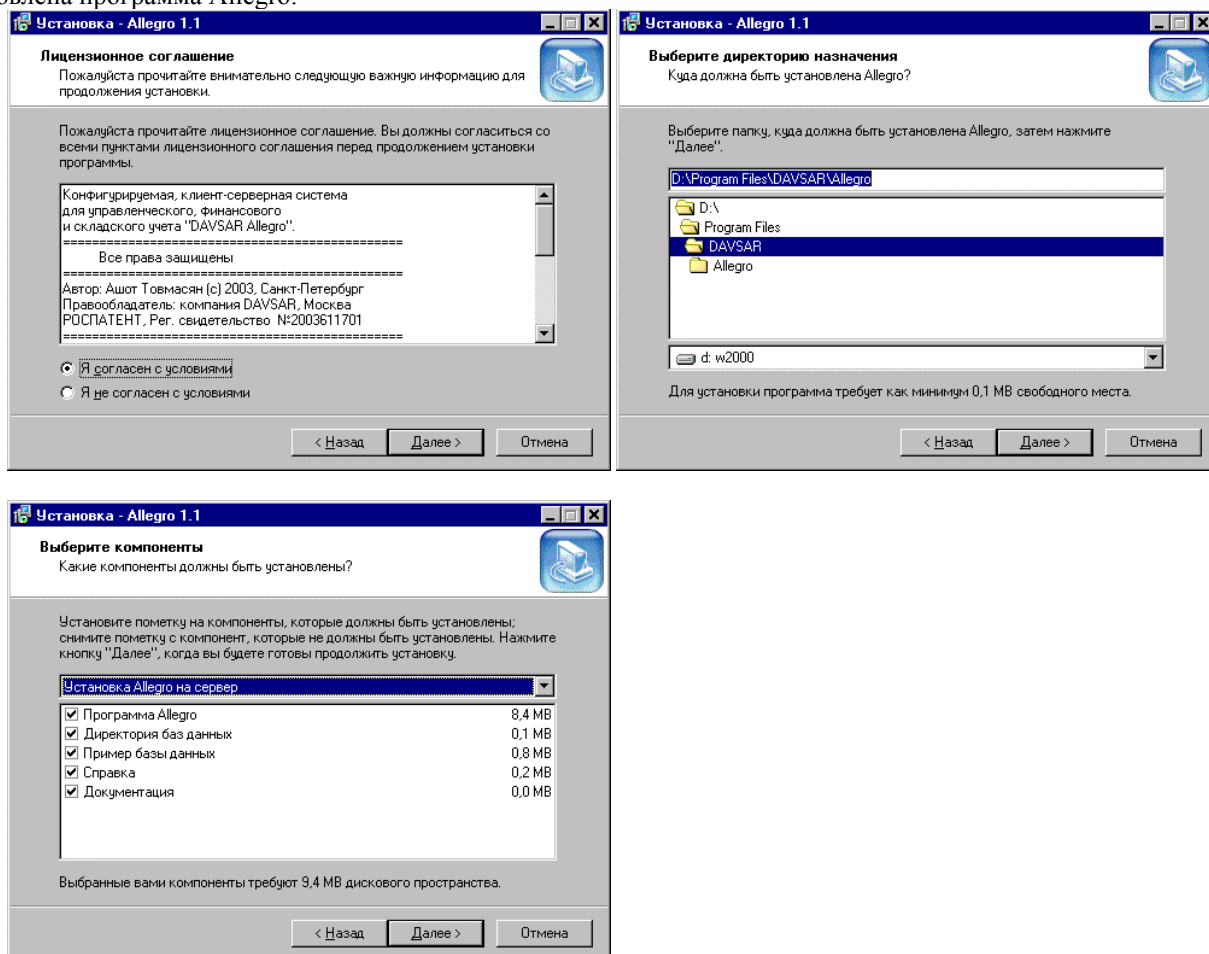 программа Allegro.
Установка - Allegro 1.1
Лицензионное соглашение
Пожалуйста прочитайте внимательно следующую важную информацию для
продолжения установки.
Пожалуйста прочитайте лицензионное соглашение. Вы должны согласиться со
всеми пунктами лицензионного соглашения перед продолжением установки
программы.
Конфигурируемая, клиент-серверная система
для управленческого, финансового
и складского учета "DAVSAR Allegro".
===============================================
Все права защищены
===============================================
Автор: Ашот Товмасян (c) 2003, Санкт-Петербург
Правообладатель: компания DAVSAR, Москва
РОСПАТЕНТ, Рег. свидетельство №2003611701
===============================================
Я согласен с условиями
Я не согласен с условиями
< Назад Далее > Отмена
Установка - Allegro 1.1
Выберите директорию назначения
Куда должна быть установлена Allegro?
Выберите папку, куда должна быть установлена Allegro, затем нажмите
"Далее".
D:\Program Files\DAVSAR\Allegro
D:\
Program Files
DAVSAR
Allegro
d: w2000
Для установки программа требует как минимум 0,1 MB свободного места.
< Назад Далее > Отмена
Установка - Allegro 1.1
Выберите компоненты
Какие компоненты должны быть установлены?
Установите пометку на компоненты, которые должны быть установлены;
снимите пометку с компонент, которые не должны быть установлены. Нажмите
кнопку "Далее", когда вы будете готовы продолжить установку.
Установка Allegro на сервер
Программа Allegro 8,4 MB
Директория баз данных 0,1 MB
Пример базы данных 0,8 MB
Справка 0,2 MB
Документация 0,0 MB
Выбранные вами компоненты требуют 9,4 MB дискового пространства.
< Назад Далее > Отмена